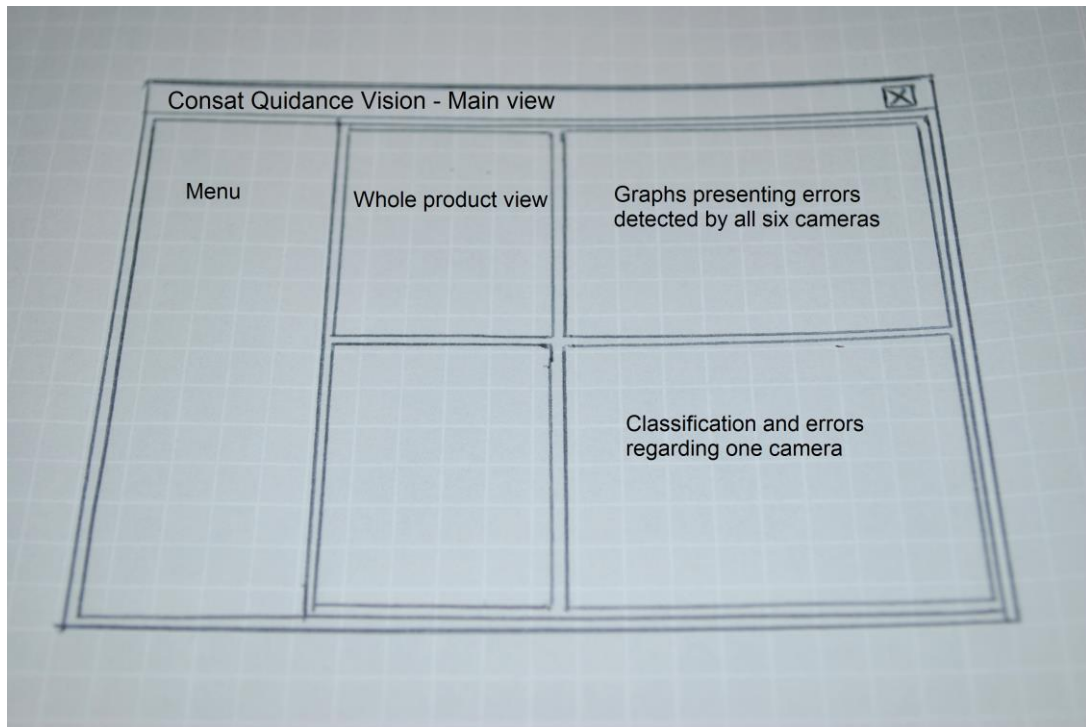 Consat Quidance Vision - Main view
Menu
Whole product view
Graphs presenting errors
detected by all six cameras
Classification and errors
regarding one camera